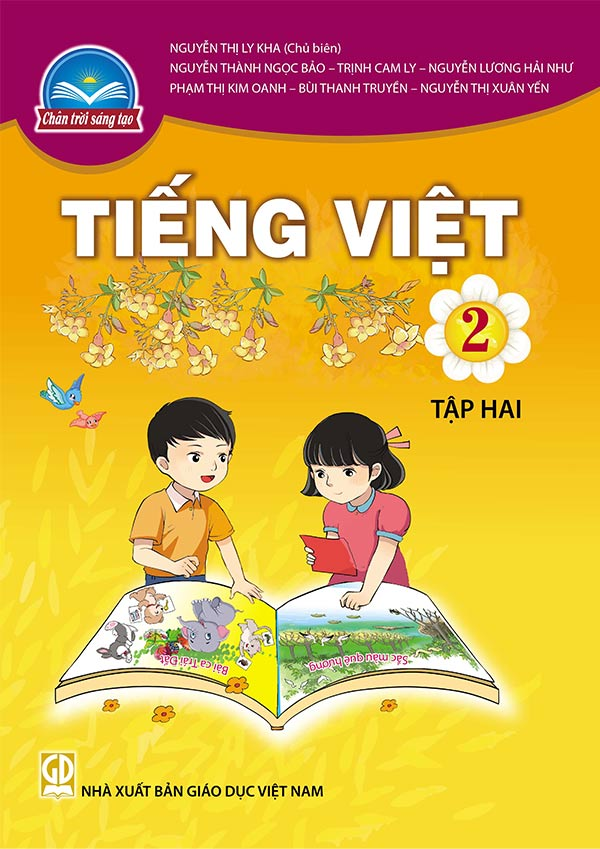 NGUYỄN THỊ LY KHA (Chủ biên)
NGUYỄN THÀNH NGỌC BẢO – TRỊNH CAM LY – NGUYỄN LƯƠNG HẢI NHƯ
PHẠM THỊ KIM OANH – BÙI THANH TRUYỀN – NGUYỄN THỊ XUÂN YẾN
Chân trời sáng tạo
TIẾNG VIỆT
2
TẬP HAI
Bài ca Trái Đất
Sắc màu quê hương
GD
NHÀ XUẤT BẢN GIÁO DỤC VIỆT NAM